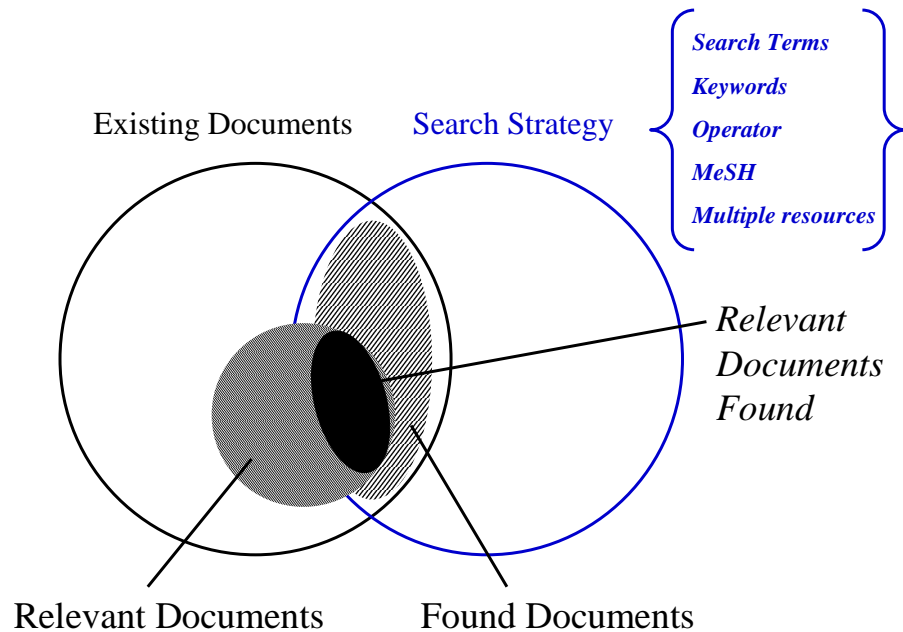 Search Terms
Keywords
Existing Documents
Search Strategy
Operator
MeSH
Multiple resources
Relevant
Documents
Found
Relevant Documents
Found Documents